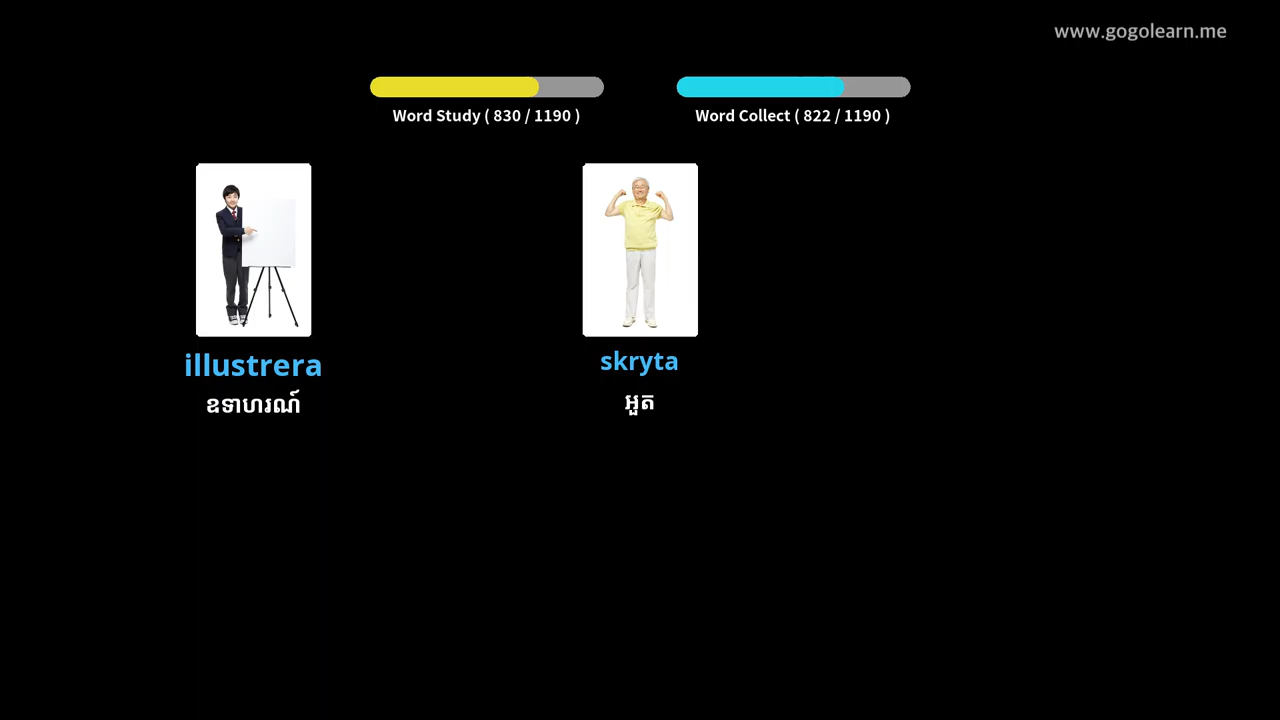 www.gogolearn.me
Word Study ( 830 / 1190 )
Word Collect ( 822 / 1190 )
illustrera
ឧទាហរណ៍
skryta
អួត